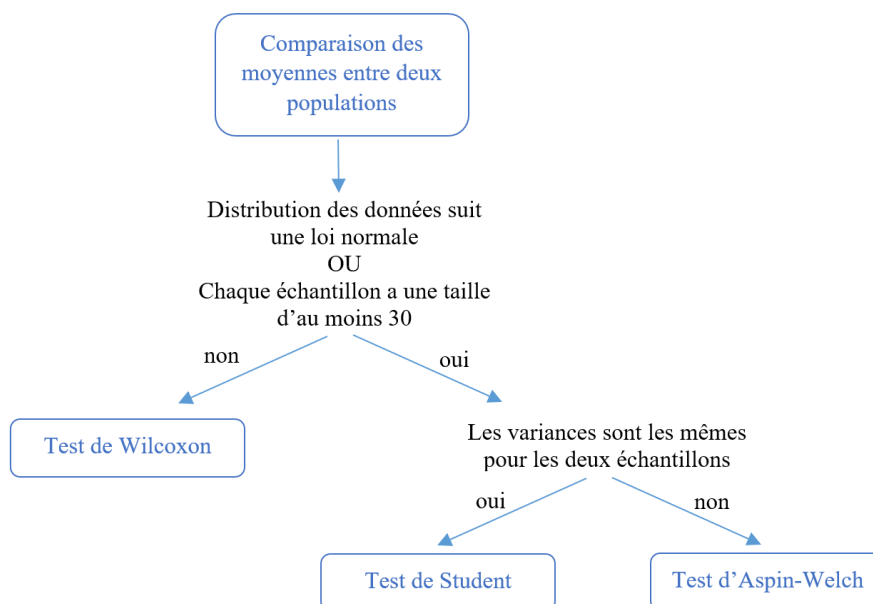 Comparaison des
moyennes entre deux
populations
Distribution des données suit
une loi normale
OU
Chaque échantillon a une taille
d’au moins 30
non
oui
Test de Wilcoxon
Les variances sont les mêmes
pour les deux échantillons
oui
non
Test de Student
Test d’Aspin-Welch